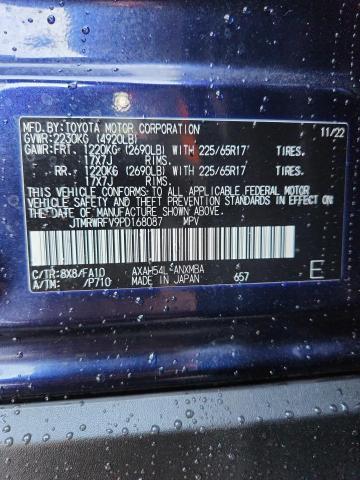 MFD.BY:TOYOTA MOTOR CORPORATION 11/22
GVWR:2230KG (4920LB)
GAWR:FRT. 1220KG (2690LB) WITH 225/65R17 TIRES.
17X7J RIMS.
RR. 1220KG (2690LB) WITH 225/65R17 TIRES.
17X7J RIMS.
THIS VEHICLE CONFORMS TO ALL APPLICABLE
FEDERAL MOTOR VEHICLE SAFETY STANDARDS
IN EFFECT ON THE DATE OF MANUFACTURE
SHOWN ABOVE.
JTMRWRFV9PD168087 MPV
C/TR:8X8/FA10 AXAH54L-ANXMBA 6 E
A/TM: /P710 MADE IN JAPAN 657